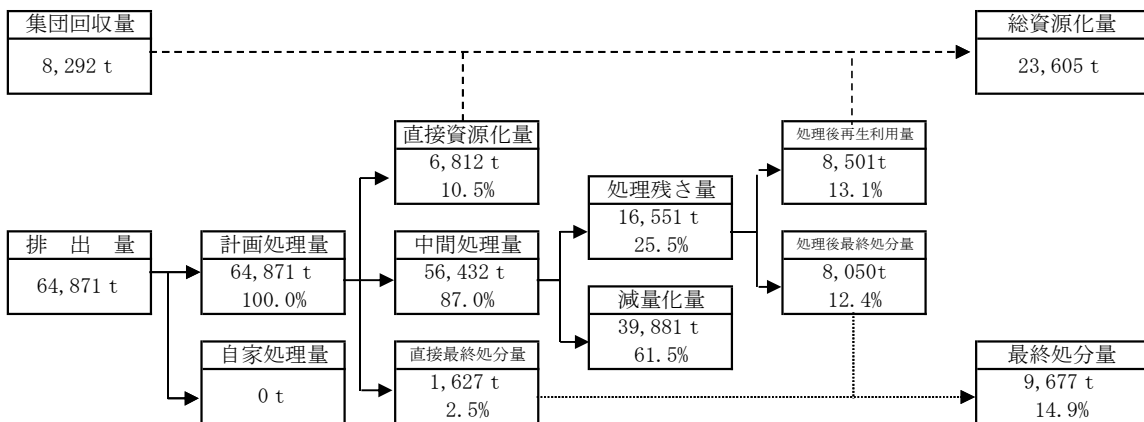 集団回収量
8,292 t
総資源化量
23,605 t
直接資源化量
6,812 t
10.5%
処理後再生利用量
8,501t
13.1%
処理残さ量
16,551 t
25.5%
排 出 量
64,871 t
計画処理量
64,871 t
100.0%
中間処理量
56,432 t
87.0%
処理後最終処分量
8,050t
12.4%
減量化量
39,881 t
61.5%
自家処理量
0 t
直接最終処分量
1,627 t
2.5%
最終処分量
9,677 t
14.9%